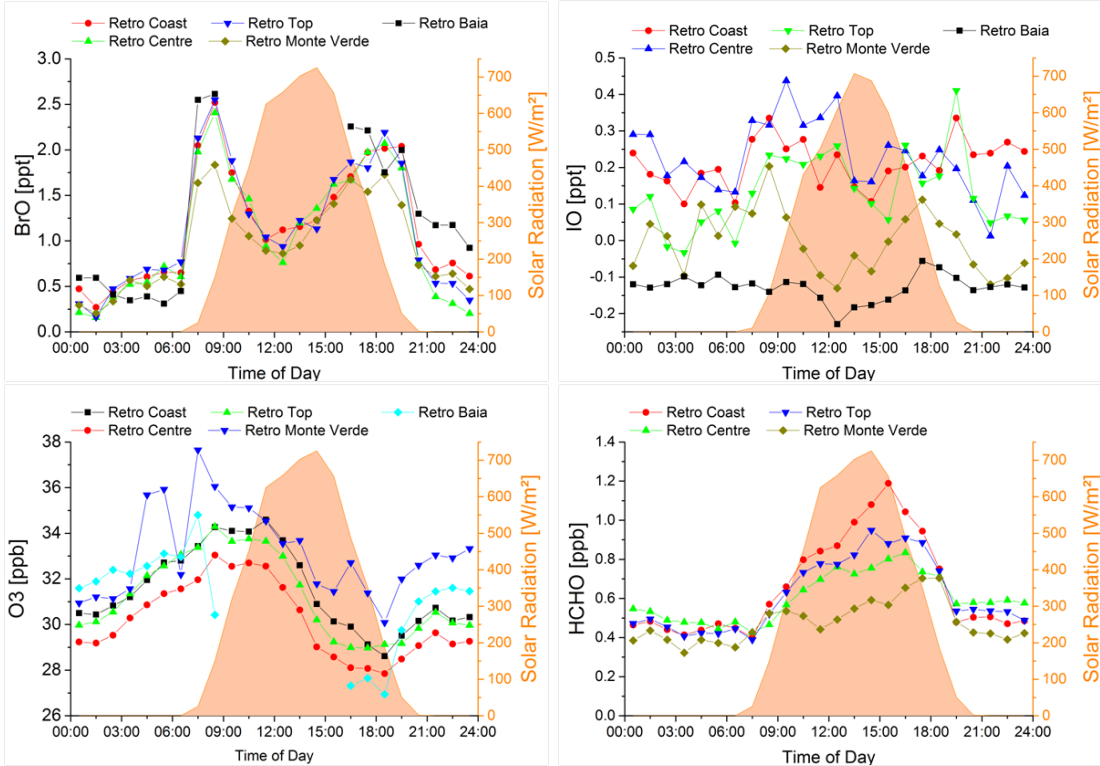 Retro Coast Retro Top Retro Baia
Retro Centre Retro Monte Verde
3.0
2.5
2.0
1.5
1.0
0.5
0.0
BrO [ppt]
700
600
500
400
300
200
100
0
Solar Radiation [W/m²]
00:00 03:00 06:00 09:00 12:00 15:00 18:00 21:00 24:00
Time of Day
Retro Coast Retro Top Retro Baia
Retro Centre Retro Monte Verde
0.5
0.4
0.3
0.2
0.1
0.0
-0.1
-0.2
IO [ppt]
700
600
500
400
300
200
100
0
Solar Radiation [W/m²]
00:00 03:00 06:00 09:00 12:00 15:00 18:00 21:00 24:00
Time of Day
Retro Coast Retro Top Retro Baia
Retro Centre Retro Monte Verde
38
36
34
32
30
28
26
O3 [ppb]
700
600
500
400
300
200
100
0
Solar Radiation [W/m²]
00:00 03:00 06:00 09:00 12:00 15:00 18:00 21:00 24:00
Time of Day
Retro Coast Retro Top
Retro Centre Retro Monte Verde
1.4
1.2
1.0
0.8
0.6
0.4
0.2
0.0
HCHO [ppb]
700
600
500
400
300
200
100
0
Solar Radiation [W/m²]
00:00 03:00 06:00 09:00 12:00 15:00 18:00 21:00 24:00
Time of Day